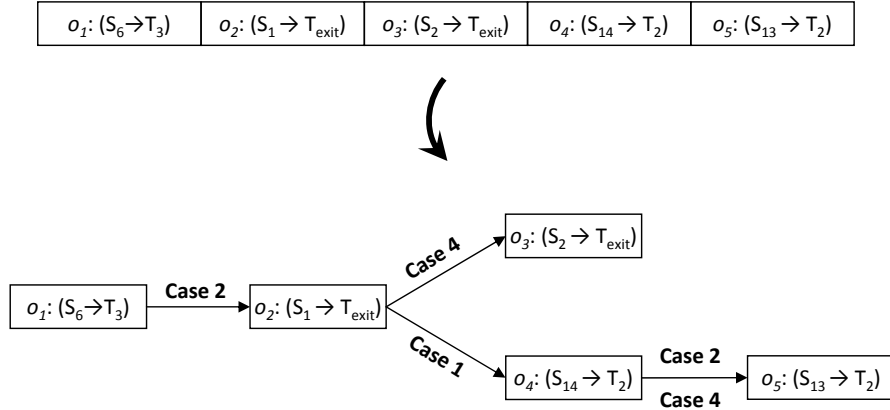 o₁: (S₆→T₃) o₂: (S₁ → Tₑₓᵢₜ) o₃: (S₂ → Tₑₓᵢₜ) o₄: (S₁₄ → T₂) o₅: (S₁₃ → T₂)
Case 4
o₃: (S₂ → Tₑₓᵢₜ)
o₁: (S₆→T₃)
Case 2
o₂: (S₁ → Tₑₓᵢₜ)
Case 1
o₄: (S₁₄ → T₂)
Case 2
Case 4
o₅: (S₁₃ → T₂)